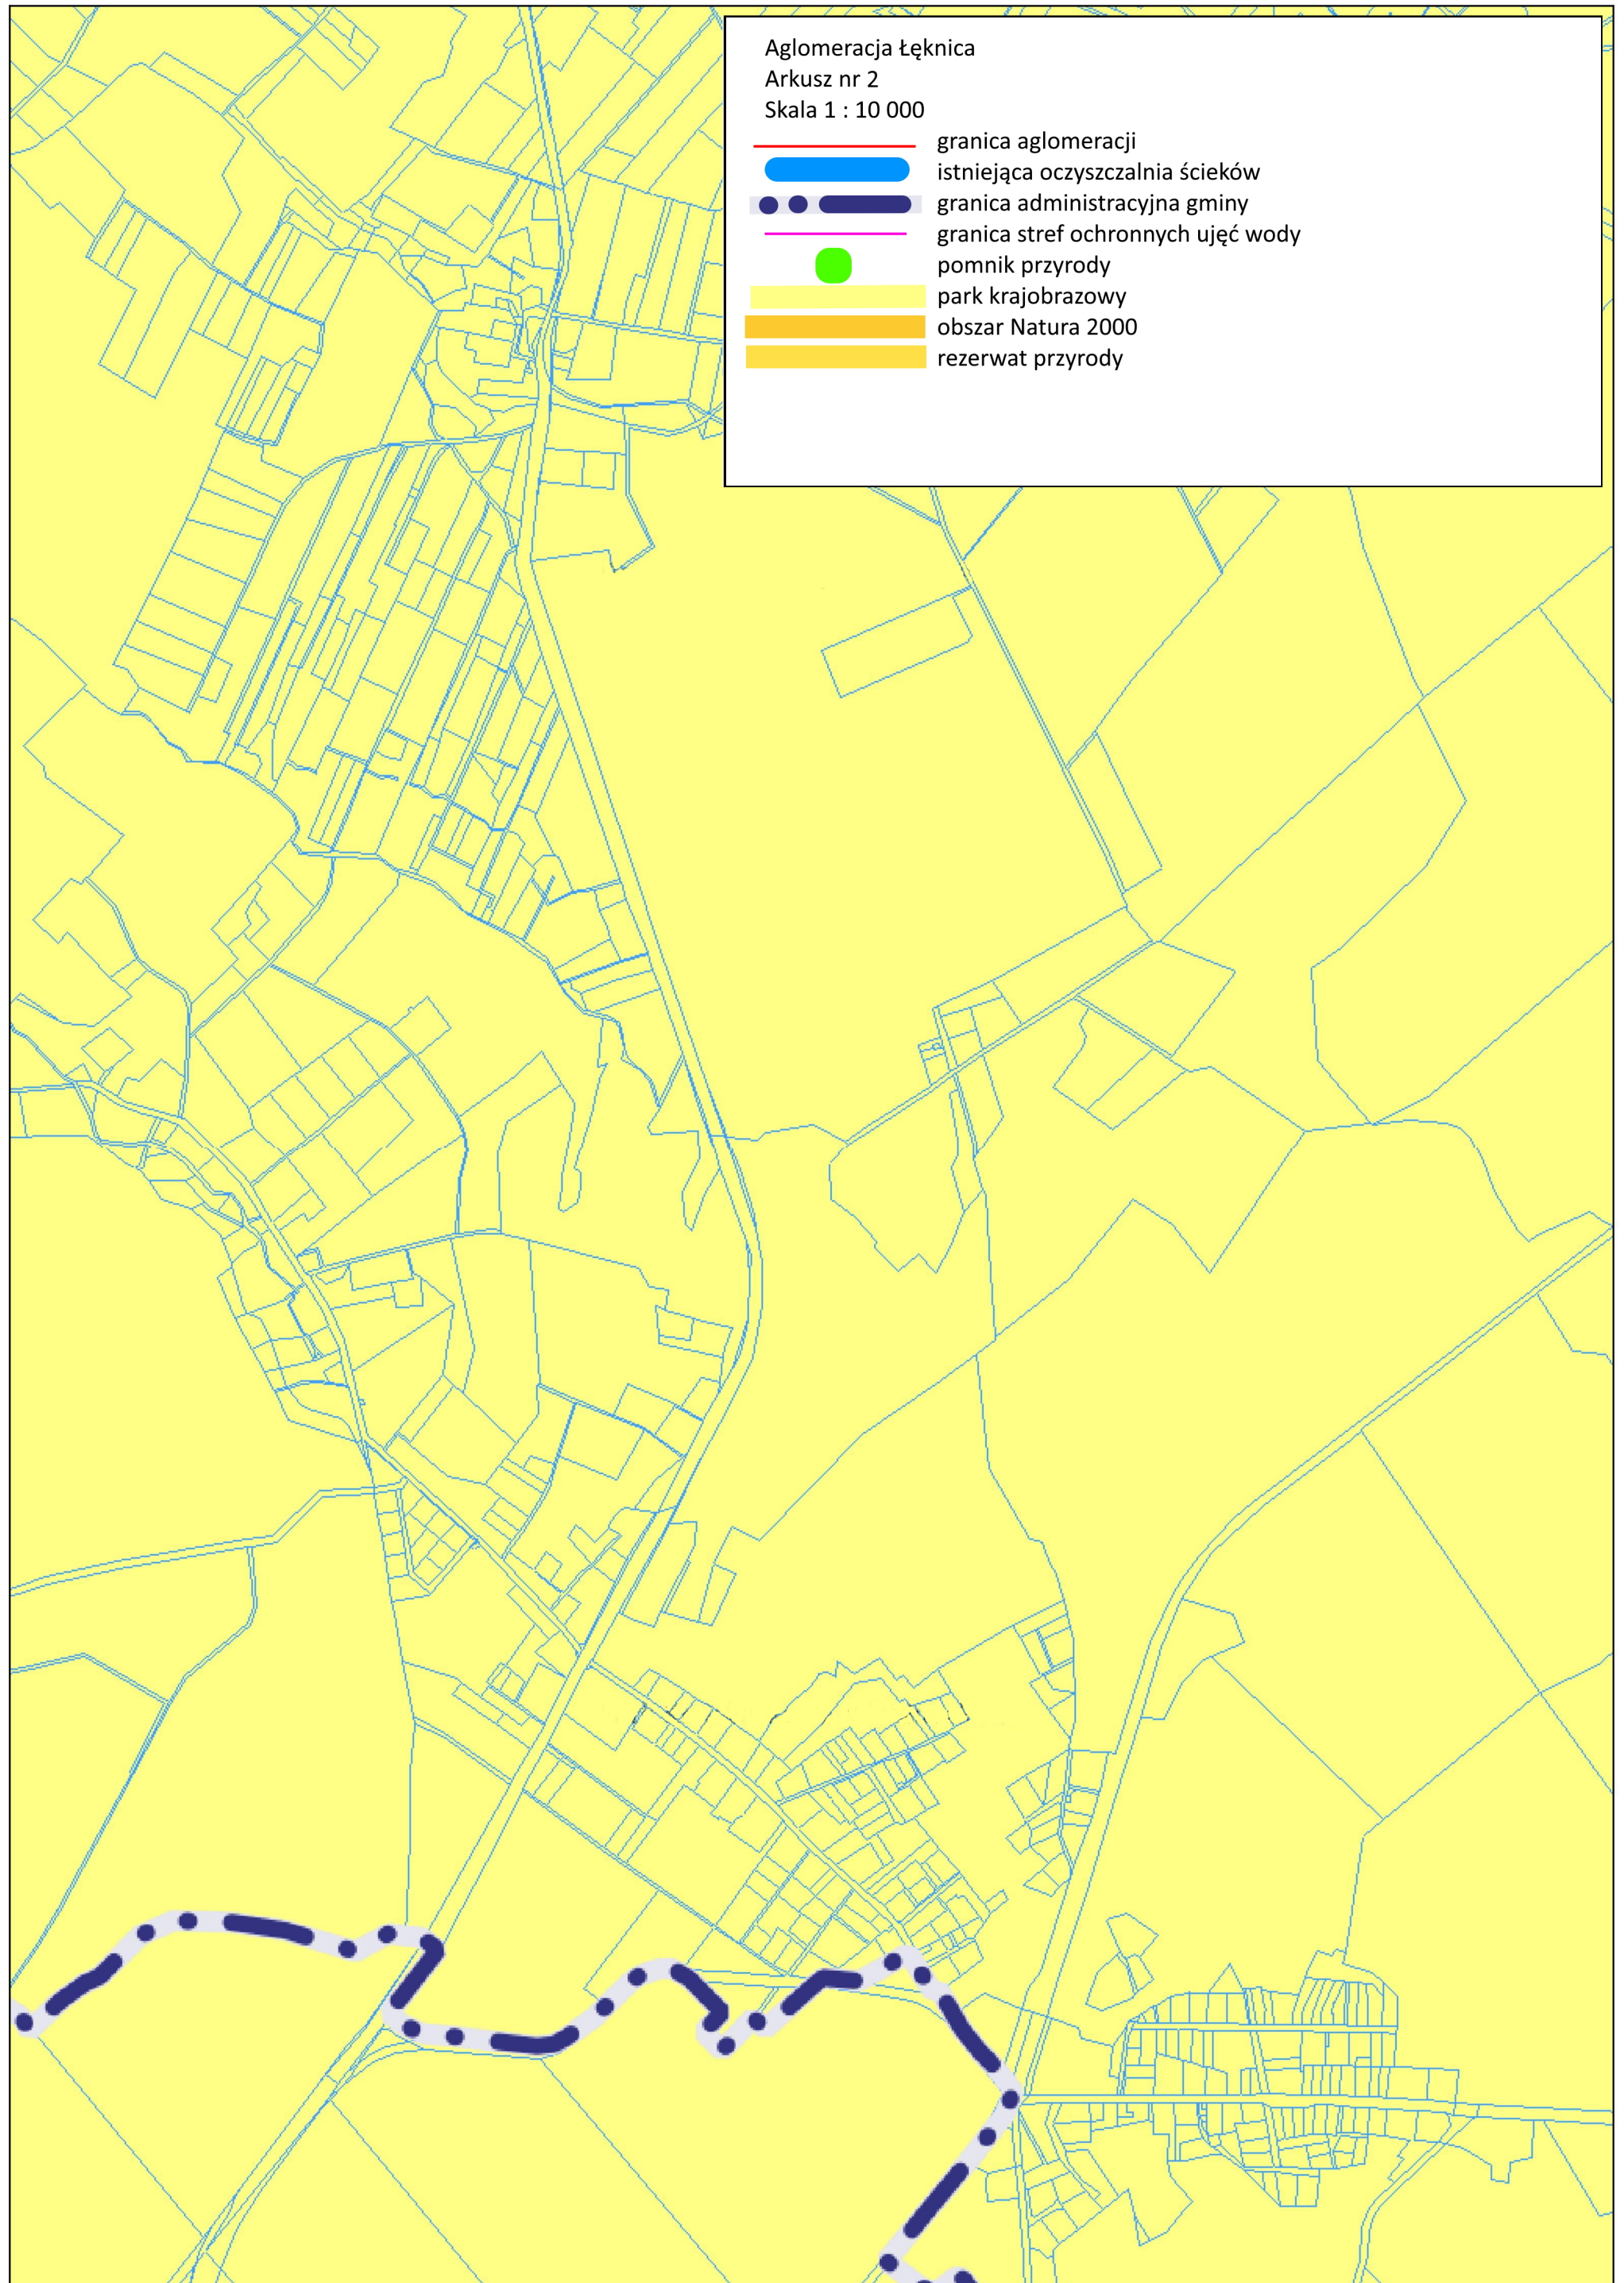 Aglomeracja Łęknica
Arkusz nr 2
Skala 1 : 10 000
granica aglomeracji
istniejąca oczyszczalnia ścieków
granica administracyjna gminy
granica stref ochronnych ujęć wody
pomnik przyrody
park krajobrazowy
obszar Natura 2000
rezerwat przyrody